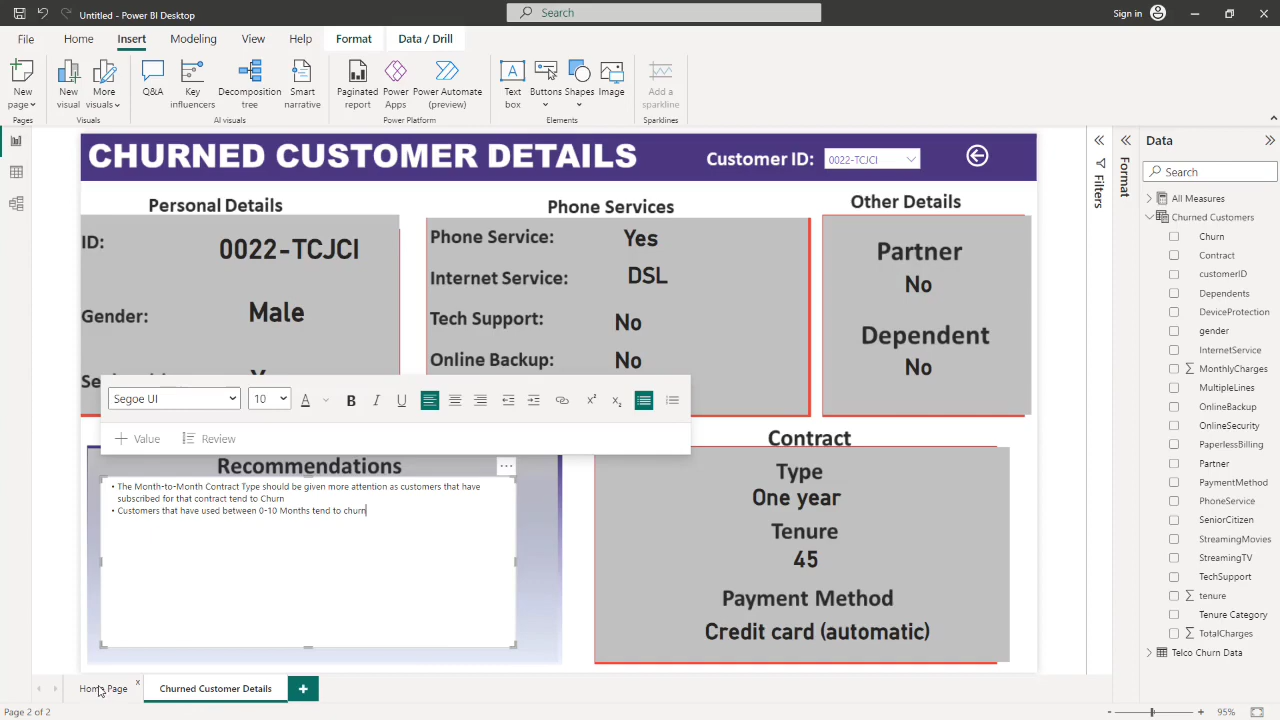 Untitled - Power BI Desktop
Search
Sign in
File
Home
Insert
Modeling
View
Help
Format
Data / Drill
New page
New visual
More visuals
Q&A
Key influencers
Decomposition tree
Smart narrative
Paginated report
Power Apps
Power Automate (preview)
Text box
Buttons
Shapes
Image
Add a sparkline
Pages
Visuals
AI visuals
Power Platform
Elements
Sparklines
CHURNED CUSTOMER DETAILS
Customer ID:
0022-TCJCI
Personal Details
ID:
0022-TCJCI
Gender:
Male
Phone Services
Phone Service:
Yes
Internet Service:
DSL
Tech Support:
No
Online Backup:
No
Other Details
Partner
No
Dependent
No
Segoe UI
10
A
B
I
U
Value
Review
Recommendations
• The Month-to-Month Contract Type should be given more attention as customers that have
subscribed for that contract tend to Churn
• Customers that have used between 0-10 Months tend to churn
Contract
Type
One year
Tenure
45
Payment Method
Credit card (automatic)
Filters
Format
Data
Search
All Measures
Churned Customers
Churn
Contract
customerID
Dependents
DeviceProtection
gender
InternetService
MonthlyCharges
MultipleLines
OnlineBackup
OnlineSecurity
PaperlessBilling
Partner
PaymentMethod
PhoneService
SeniorCitizen
StreamingMovies
StreamingTV
TechSupport
tenure
Tenure Category
TotalCharges
Telco Churn Data
Home Page
Churned Customer Details
Page 2 of 2
95%